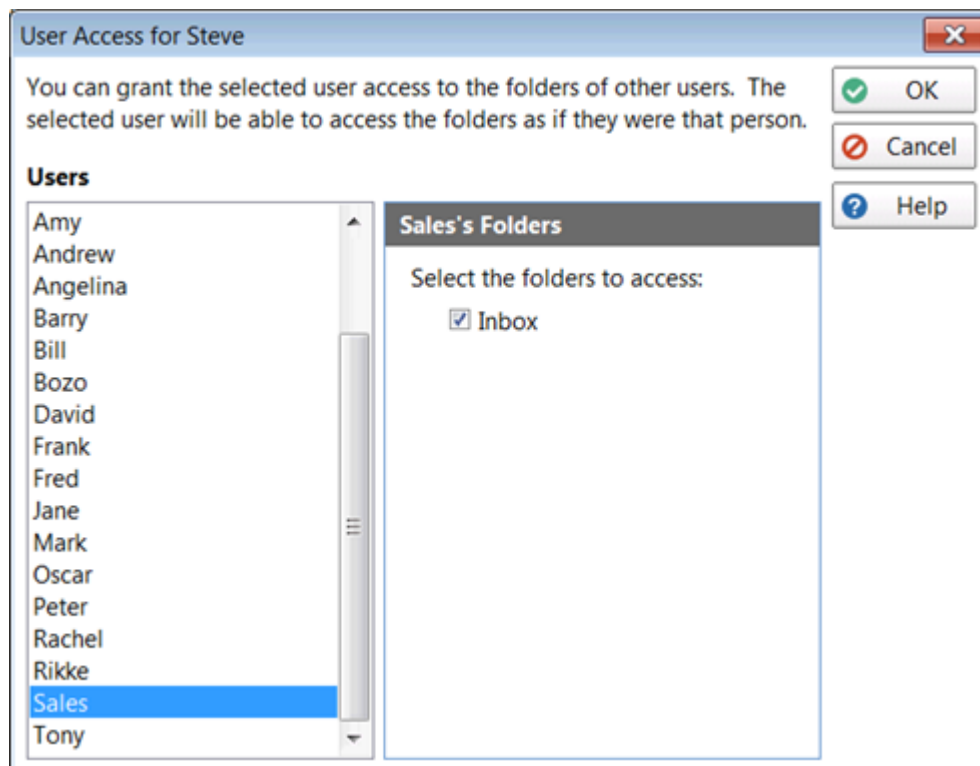 User Access for Steve
You can grant the selected user access to the folders of other users. The
selected user will be able to access the folders as if they were that person.
OK
Cancel
Help
Users
Amy
Andrew
Angelina
Barry
Bill
Bozo
David
Frank
Fred
Jane
Mark
Oscar
Peter
Rachel
Rikke
Sales
Tony
Sales's Folders
Select the folders to access:
Inbox